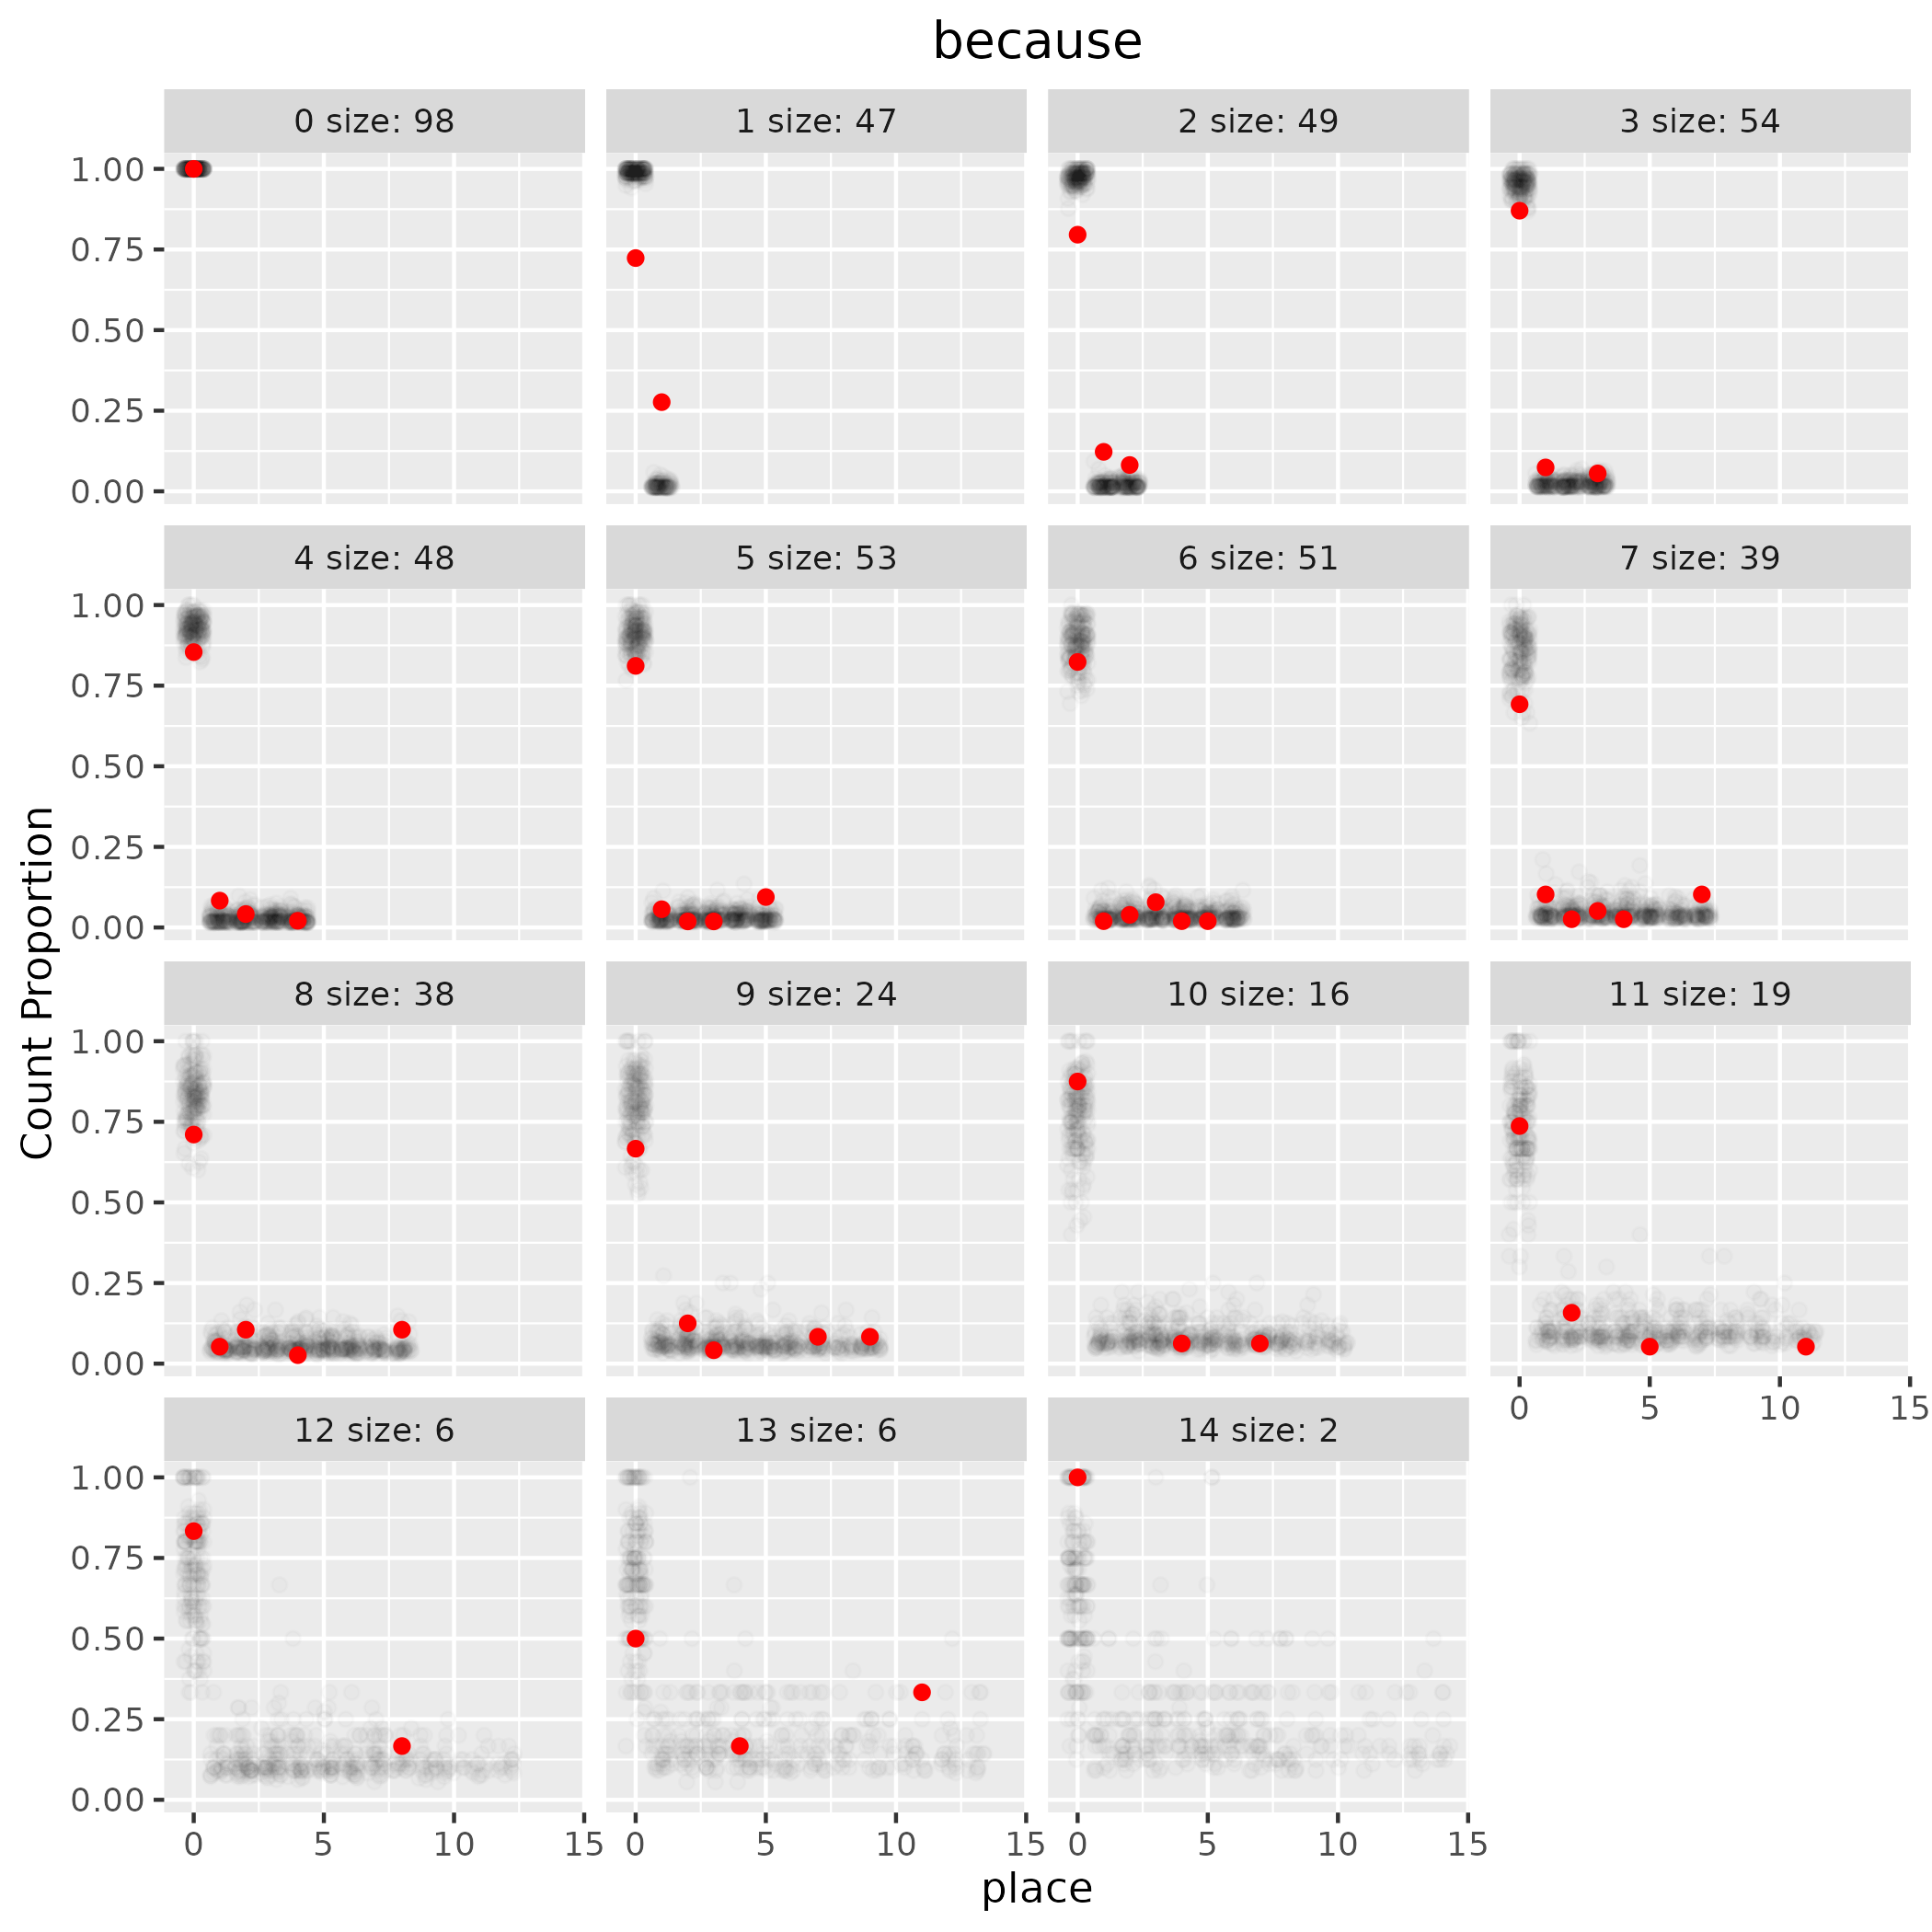 because
0 size: 98
1 size: 47
2 size: 49
3 size: 54
1.00
0.75
0.50
0.25
0.00
4 size: 48
5 size: 53
6 size: 51
7 size: 39
1.00
0.75
0.50
0.25
0.00
8 size: 38
9 size: 24
10 size: 16
11 size: 19
1.00
0.75
0.50
0.25
0.00
0 5 10 15
12 size: 6
13 size: 6
14 size: 2
1.00
0.75
0.50
0.25
0.00
0 5 10 15
0 5 10 15
0 5 10 15
Count Proportion
place